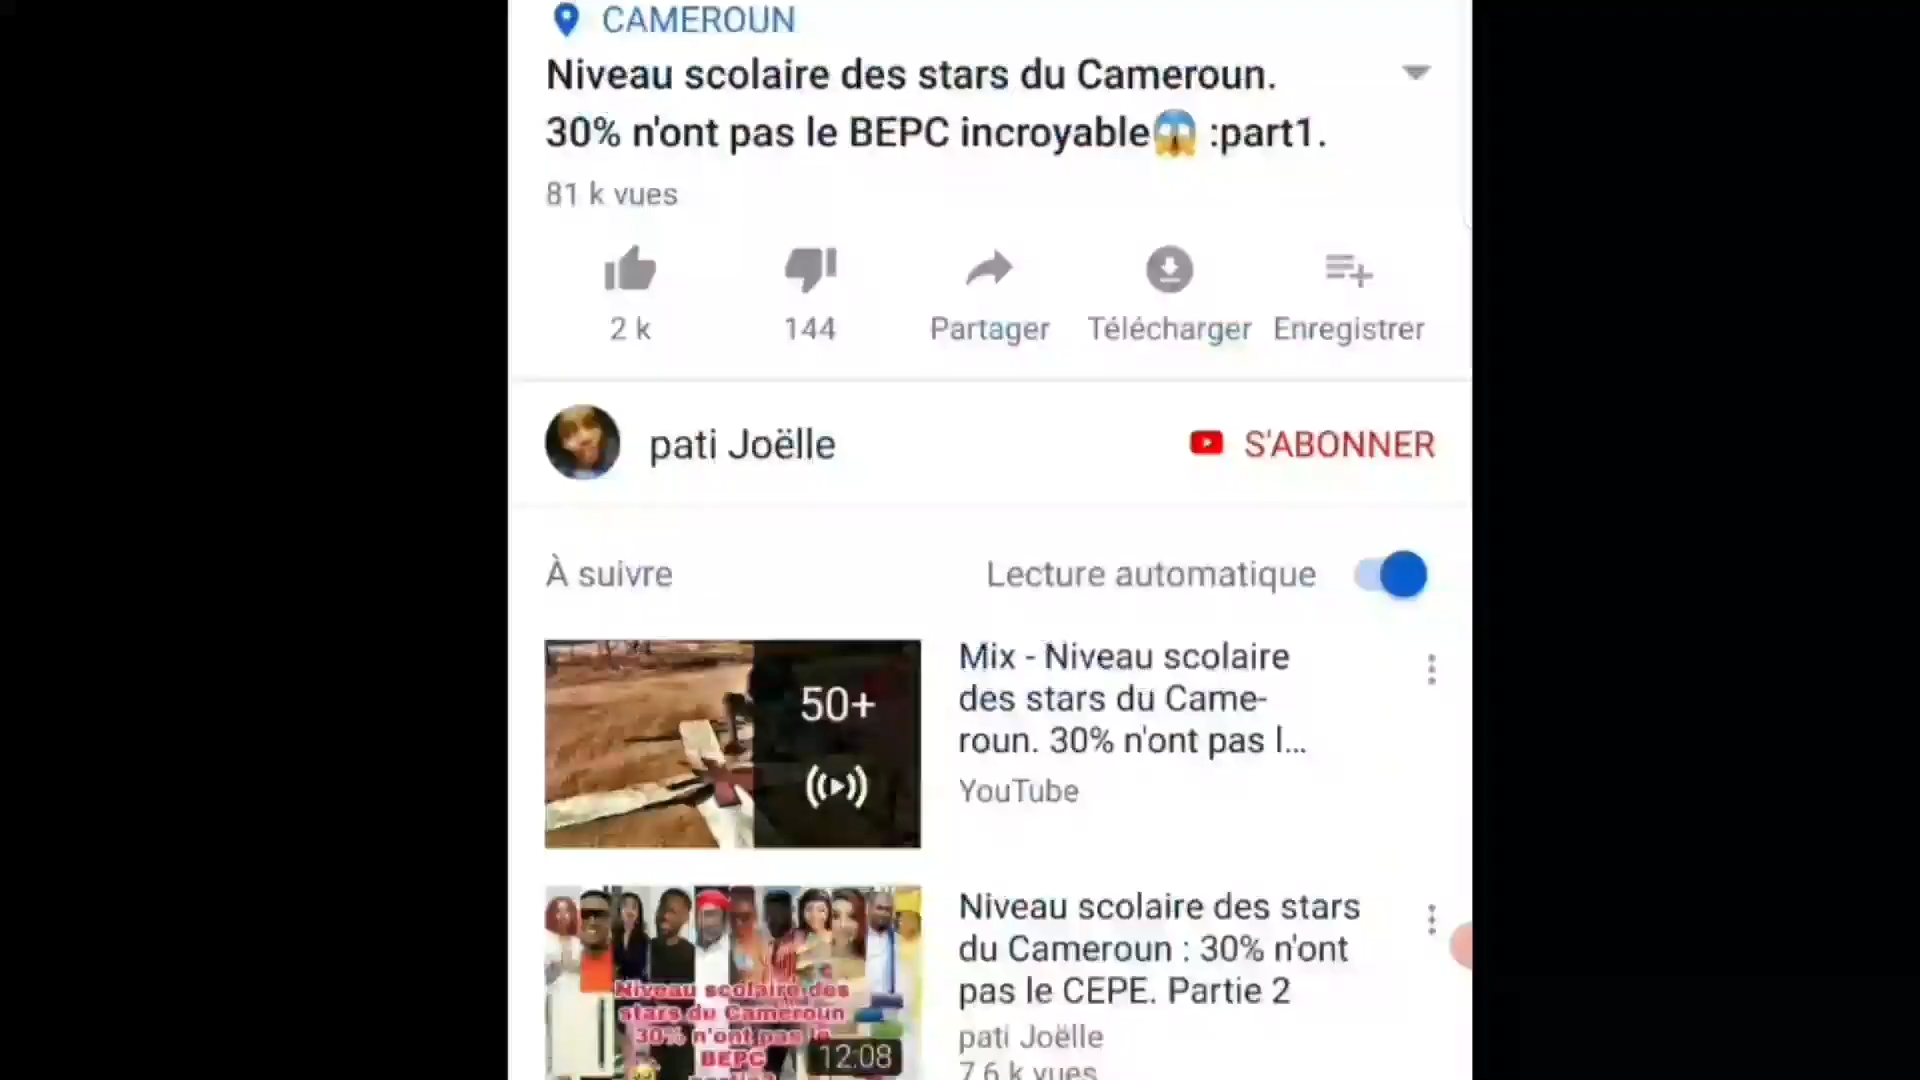 CAMEROUN
Niveau scolaire des stars du Cameroun.
30% n'ont pas le BEPC incroyable😱 :part1.
81 k vues
2 k
144
Partager
Télécharger
Enregistrer
pati Joëlle
S'ABONNER
À suivre
Lecture automatique
50+
Mix - Niveau scolaire
des stars du Came-
roun. 30% n'ont pas l...
YouTube
Niveau scolaire des
stars du Cameroun
30% n'ont pas le
BEPC
12:08
Niveau scolaire des stars
du Cameroun : 30% n'ont
pas le CEPE. Partie 2
pati Joëlle
7,6 k vues